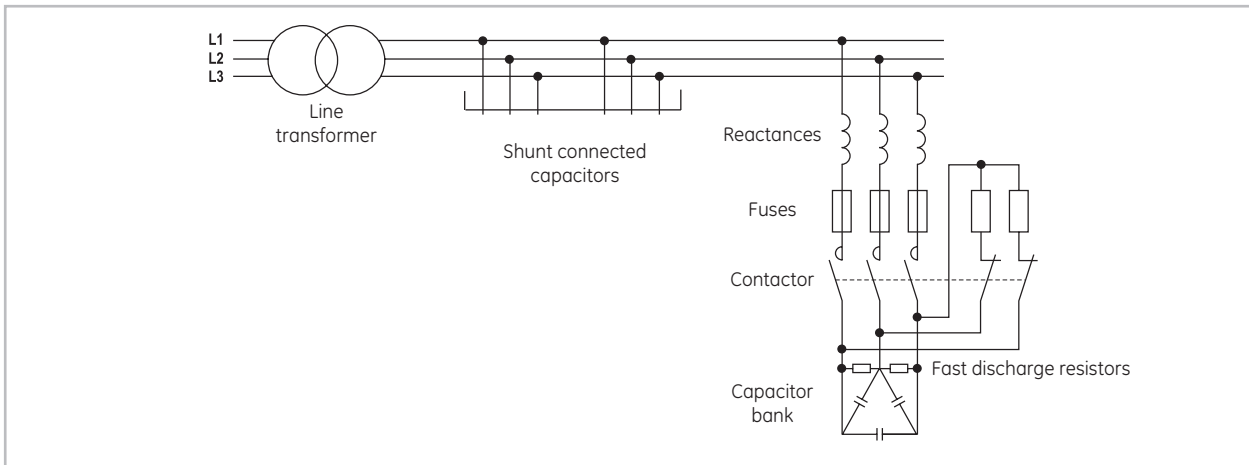 L1
L2
L3
Line
transformer
Shunt connected
capacitors
Reactances
Fuses
Contactor
Fast discharge resistors
Capacitor
bank